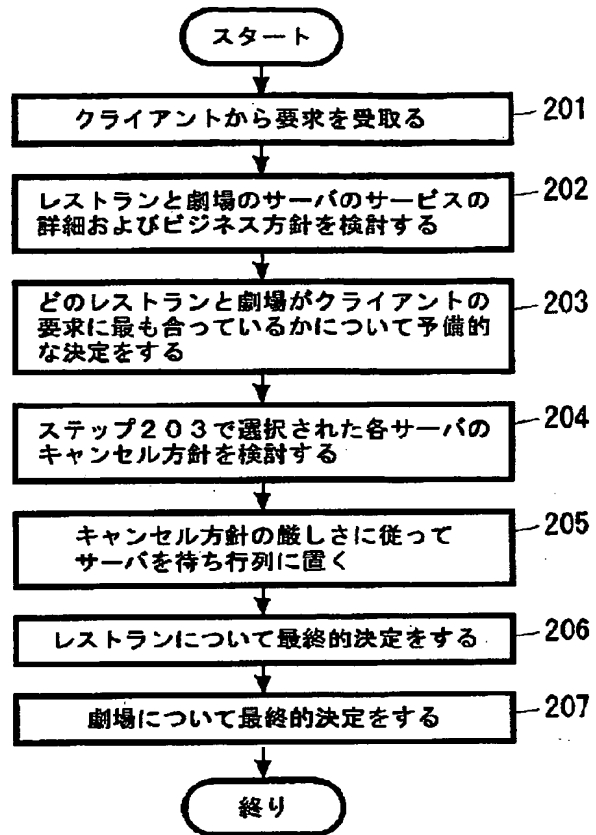 スタート
クライアントから要求を受取る
201
レストランと劇場のサーバのサービスの
詳細およびビジネス方針を検討する
202
どのレストランと劇場がクライアントの
要求に最も合っているかについて予備的
な決定をする
203
ステップ203で選択された各サーバの
キャンセル方針を検討する
204
キャンセル方針の厳しさに従って
サーバを待ち行列に置く
205
レストランについて最終的決定をする
206
劇場について最終的決定をする
207
終り